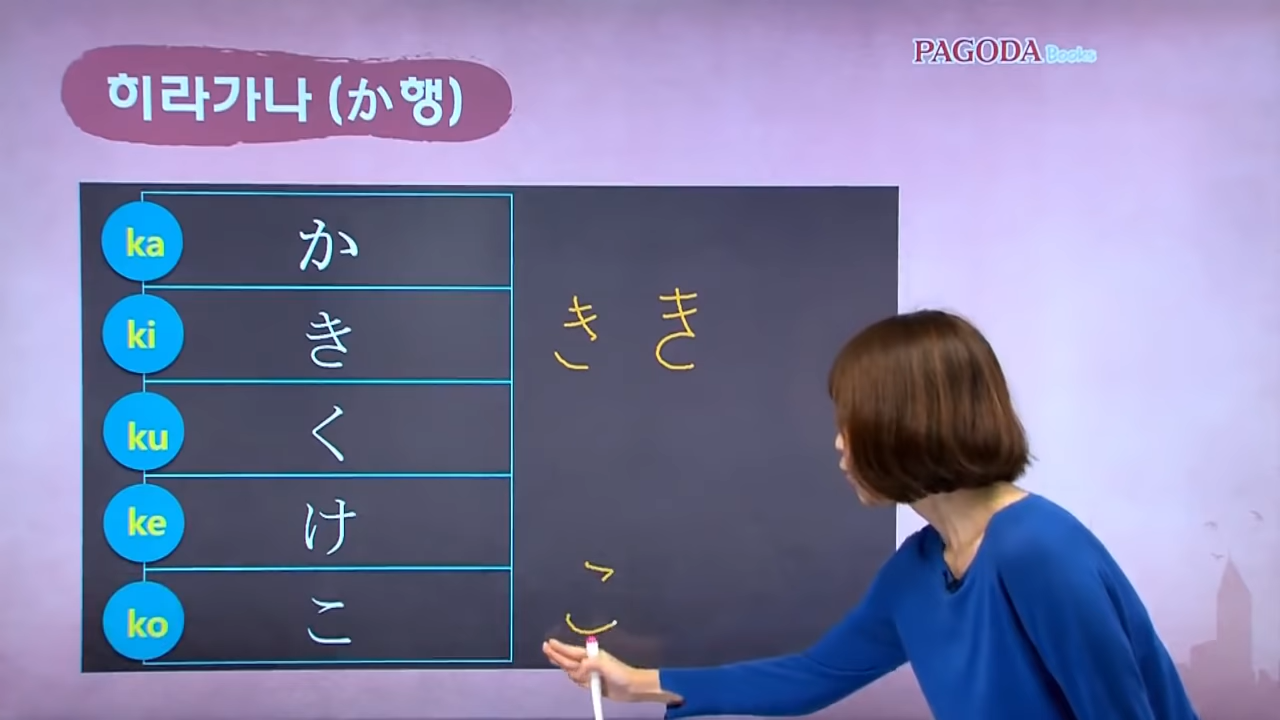 히라가나 (か행)
PAGODA Books
ka か
ki き き き
ku く
ke け
ko こ こ